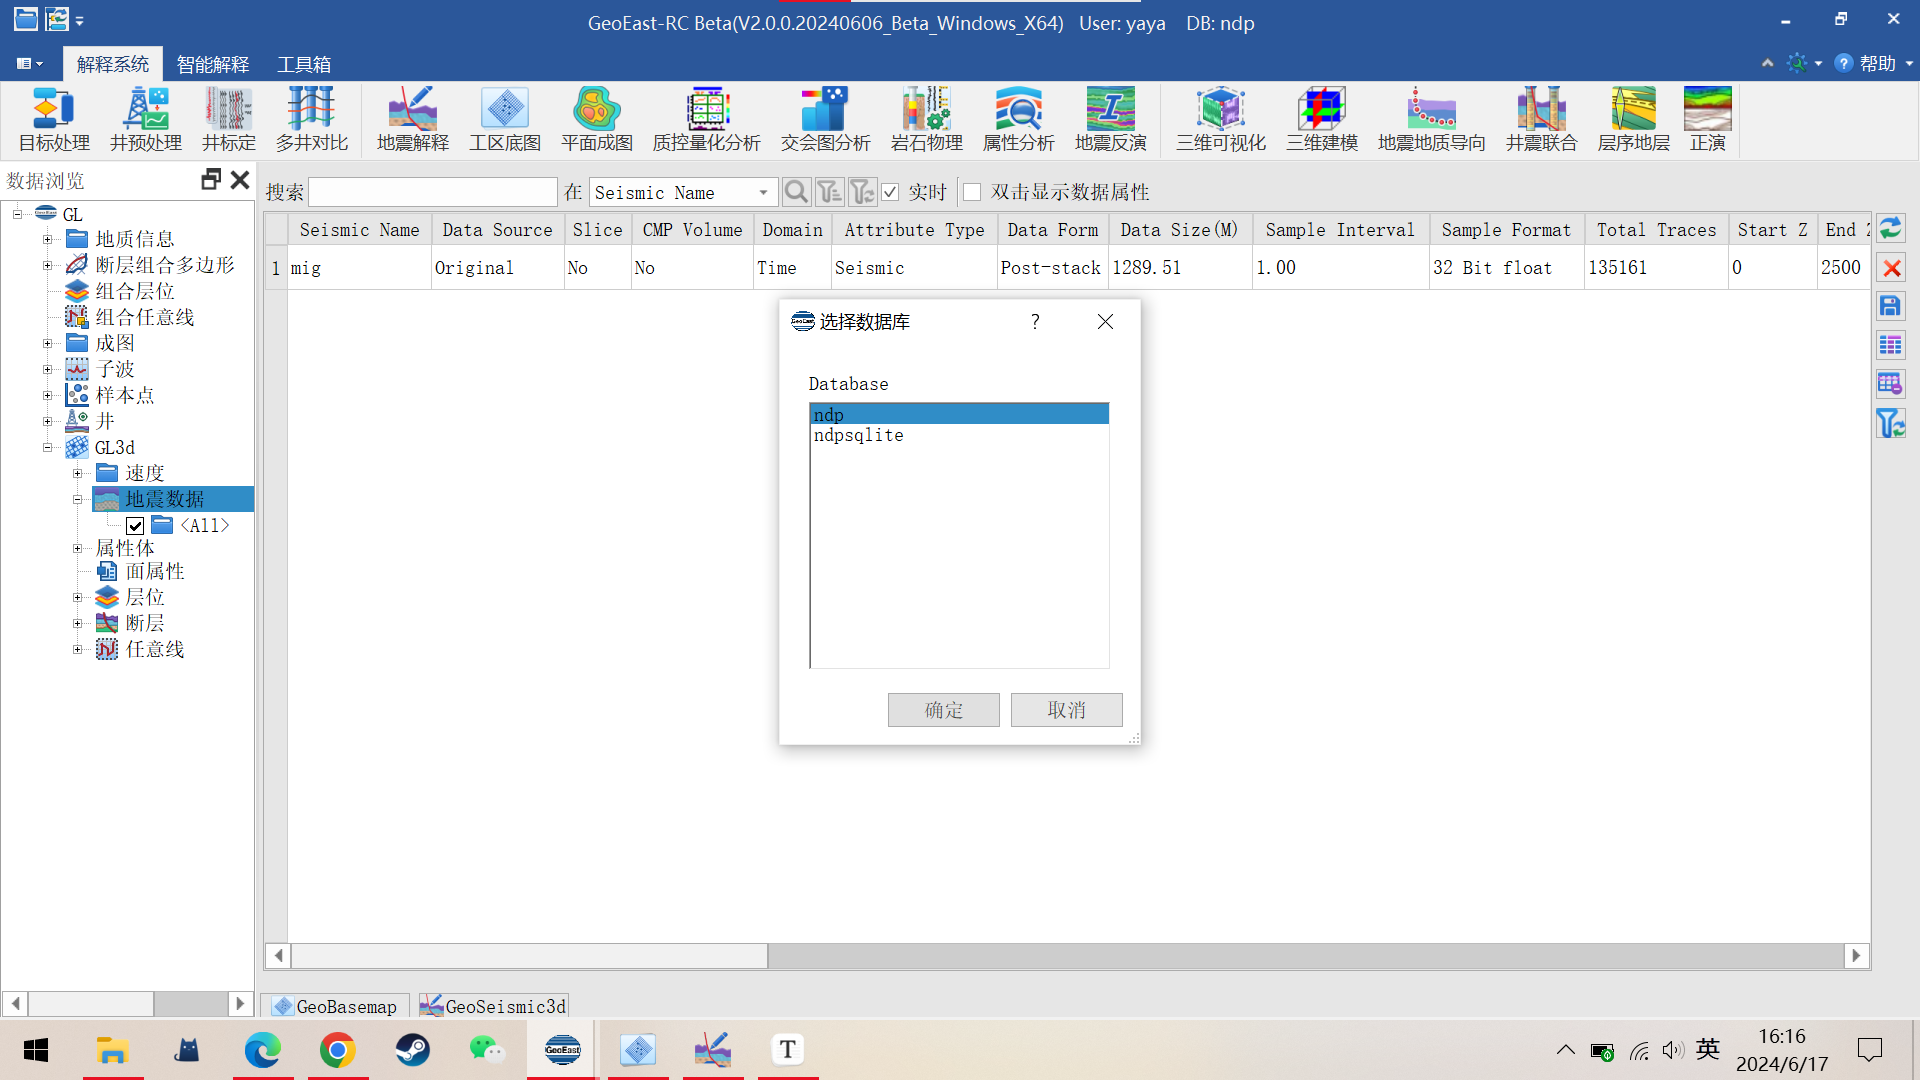 GeoEast-RC Beta(V2.0.0.20240606_Beta_Windows_X64)   User: yaya    DB: ndp
解释系统 智能解释 工具箱 帮助
目标处理 井预处理 井标定 多井对比 地震解释 工区底图 平面成图 质控量化分析 交会图分析 岩石物理 属性分析 地震反演 三维可视化 三维建模 地震地质导向 井震联合 层序地层 正演
数据浏览
搜索 在 Seismic Name 实时 双击显示数据属性
GL
地质信息
断层组合多边形
组合层位
组合任意线
成图
子波
样本点
井
GL3d
速度
地震数据
<All>
属性体
面属性
层位
断层
任意线
Seismic Name Data Source Slice CMP Volume Domain Attribute Type Data Form Data Size(M) Sample Interval Sample Format Total Traces Start Z End Z
1 mig Original No No Time Seismic Post-stack 1289.51 1.00 32 Bit float 135161 0 2500
GeoEast 选择数据库 ?
Database
ndp
ndpsqlite
确定 取消
GeoBasemap GeoSeismic3d
GeoEast T 英 16:16
2024/6/17